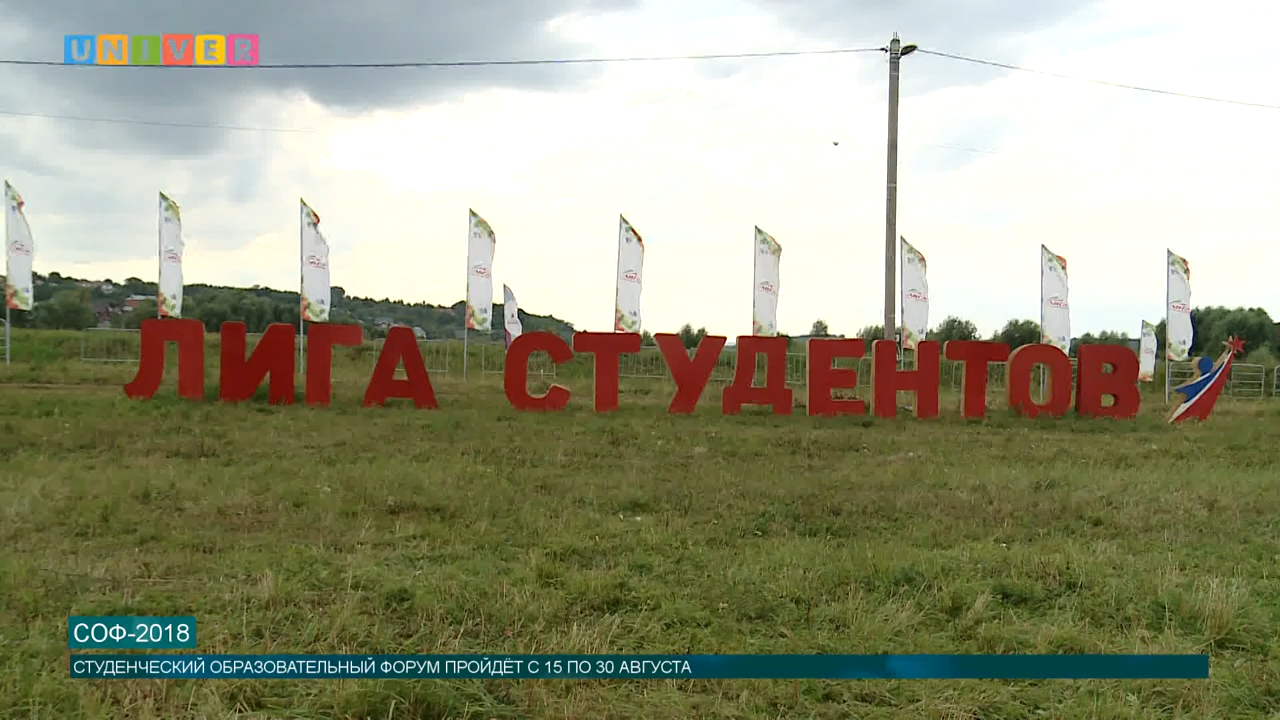 UNIVER
ЛИГА СТУДЕНТОВ
СОФ-2018
СТУДЕНЧЕСКИЙ ОБРАЗОВАТЕЛЬНЫЙ ФОРУМ ПРОЙДЁТ С 15 ПО 30 АВГУСТА